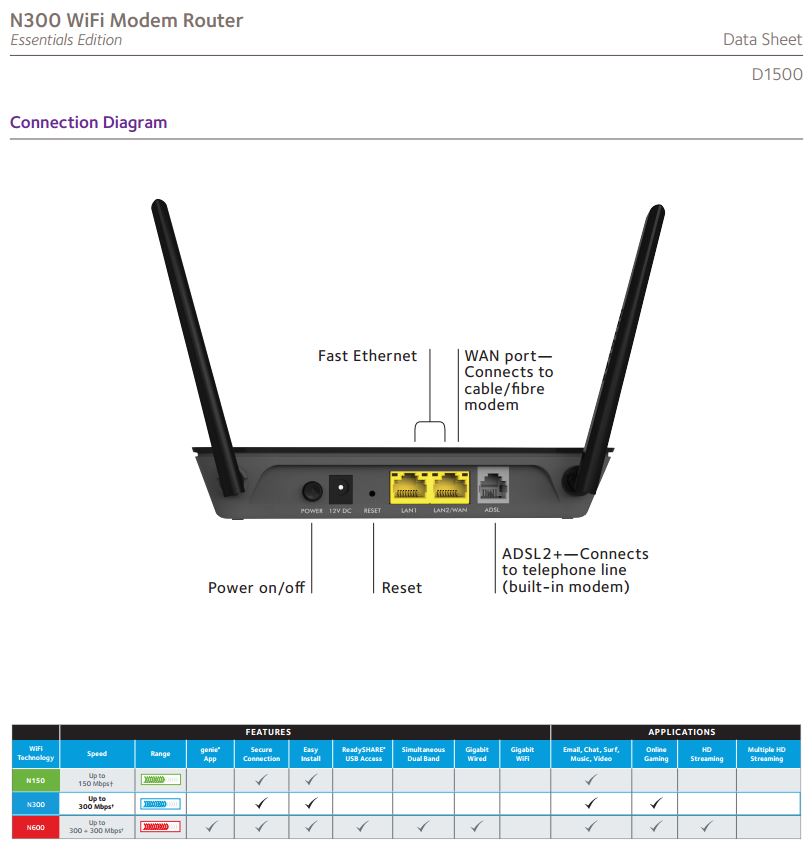 N300 WiFi Modem Router
Essentials Edition
Data Sheet
D1500
Connection Diagram
Fast Ethernet
WAN port—
Connects to
cable/fibre
modem
POWER 12V DC RESET LAN1 LAN2/WAN ADSL
Power on/off
Reset
ADSL2+—Connects
to telephone line
(built-in modem)
FEATURES APPLICATIONS
WiFi
Technology
Speed
Range
genie®
App
Secure
Connection
Easy
Install
ReadySHARE®
USB Access
Simultaneous
Dual Band
Gigabit
Wired
Gigabit
WiFi
Email, Chat, Surf,
Music, Video
Online
Gaming
HD
Streaming
Multiple HD
Streaming
N150
Up to
150 Mbps†
N300
Up to
300 Mbps†
N600
Up to
300 + 300 Mbps†